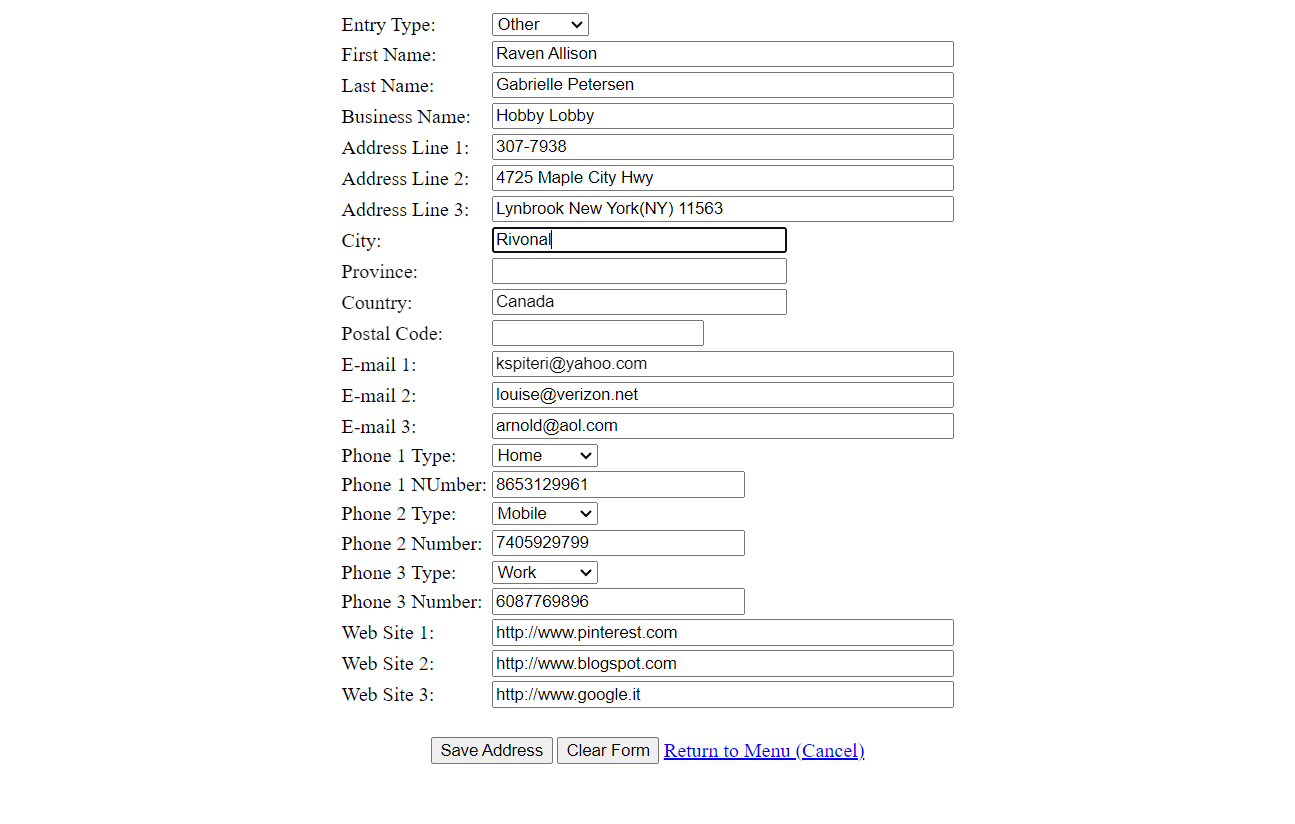 Entry Type: Other
First Name: Raven Allison
Last Name: Gabrielle Petersen
Business Name: Hobby Lobby
Address Line 1: 307-7938
Address Line 2: 4725 Maple City Hwy
Address Line 3: Lynbrook New York(NY) 11563
City: Rivonal
Province:
Country: Canada
Postal Code:
E-mail 1: kspiteri@yahoo.com
E-mail 2: louise@verizon.net
E-mail 3: arnold@aol.com
Phone 1 Type: Home
Phone 1 NUmber: 8653129961
Phone 2 Type: Mobile
Phone 2 Number: 7405929799
Phone 3 Type: Work
Phone 3 Number: 6087769896
Web Site 1: http://www.pinterest.com
Web Site 2: http://www.blogspot.com
Web Site 3: http://www.google.it
Save Address Clear Form Return to Menu (Cancel)